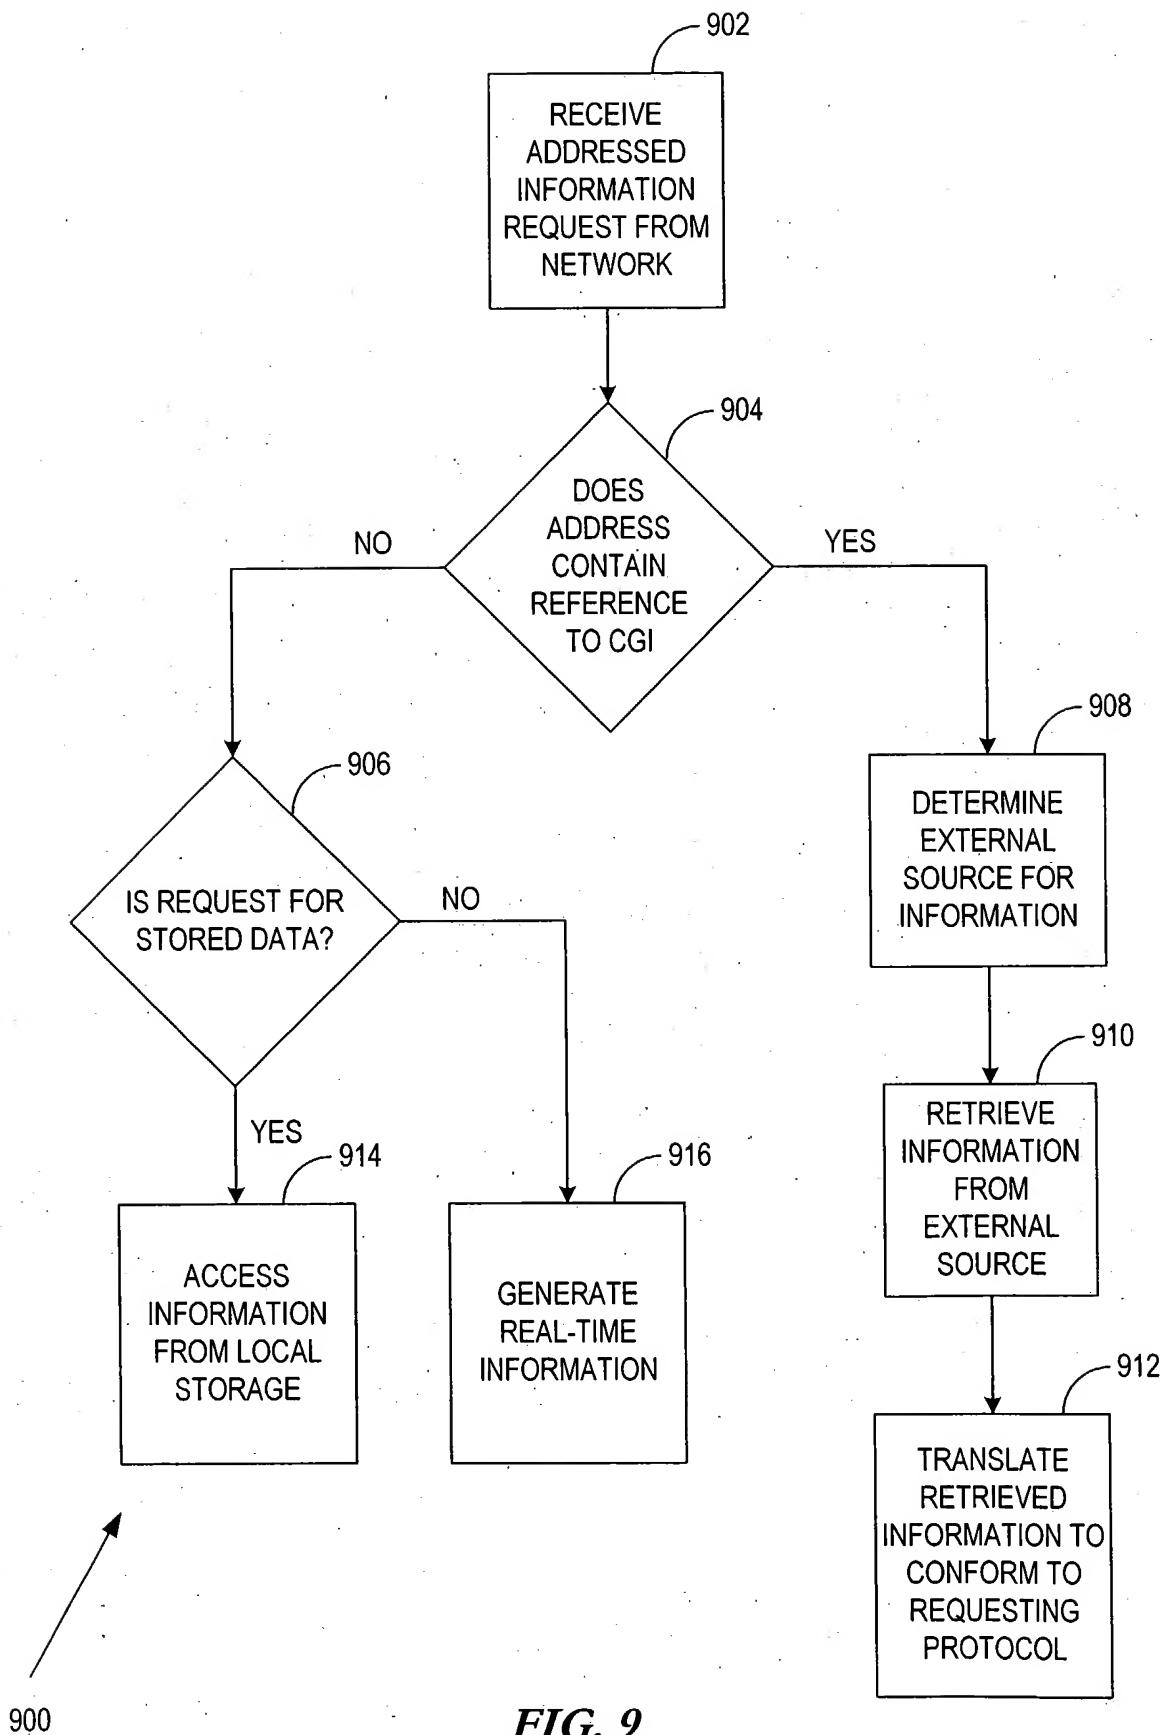 902
RECEIVE
ADDRESSED
INFORMATION
REQUEST FROM
NETWORK
904
DOES
ADDRESS
CONTAIN
REFERENCE
TO CGI
NO
YES
906
IS REQUEST FOR
STORED DATA?
NO
YES
908
DETERMINE
EXTERNAL
SOURCE FOR
INFORMATION
910
RETRIEVE
INFORMATION
FROM
EXTERNAL
SOURCE
914
ACCESS
INFORMATION
FROM LOCAL
STORAGE
916
GENERATE
REAL-TIME
INFORMATION
912
TRANSLATE
RETRIEVED
INFORMATION TO
CONFORM TO
REQUESTING
PROTOCOL
900
FIG. 9